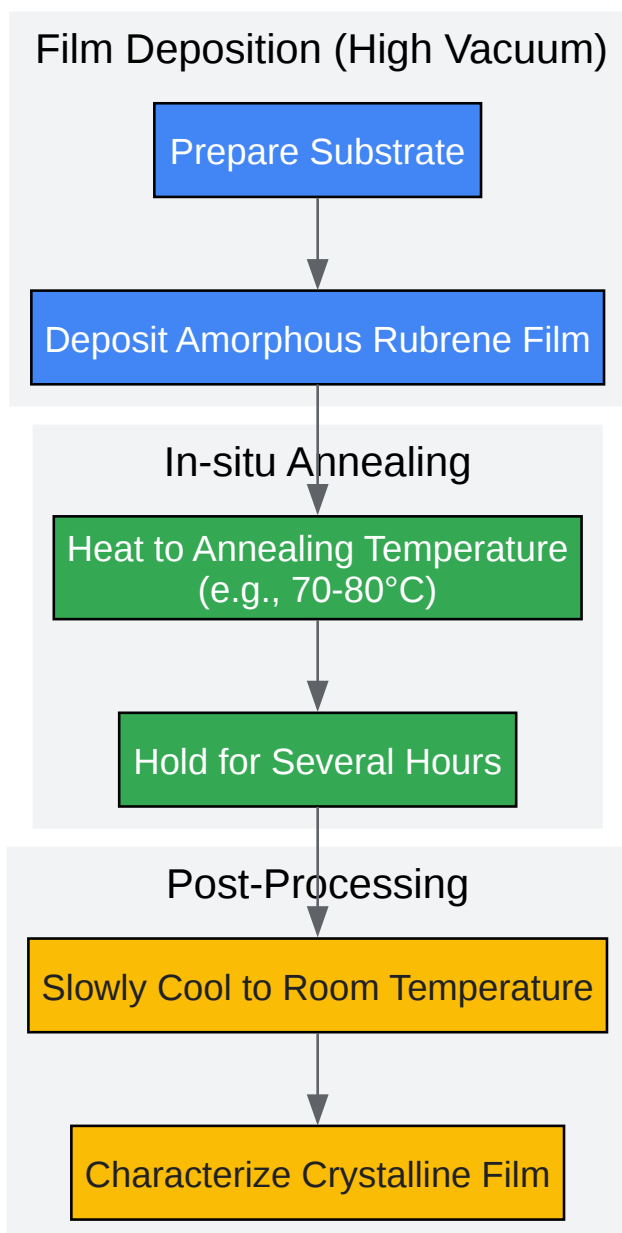 Film Deposition (High Vacuum)
Prepare Substrate
Deposit Amorphous Rubrene Film
In-situ Annealing
Heat to Annealing Temperature
(e.g., 70-80°C)
Hold for Several Hours
Post-Processing
Slowly Cool to Room Temperature
Characterize Crystalline Film